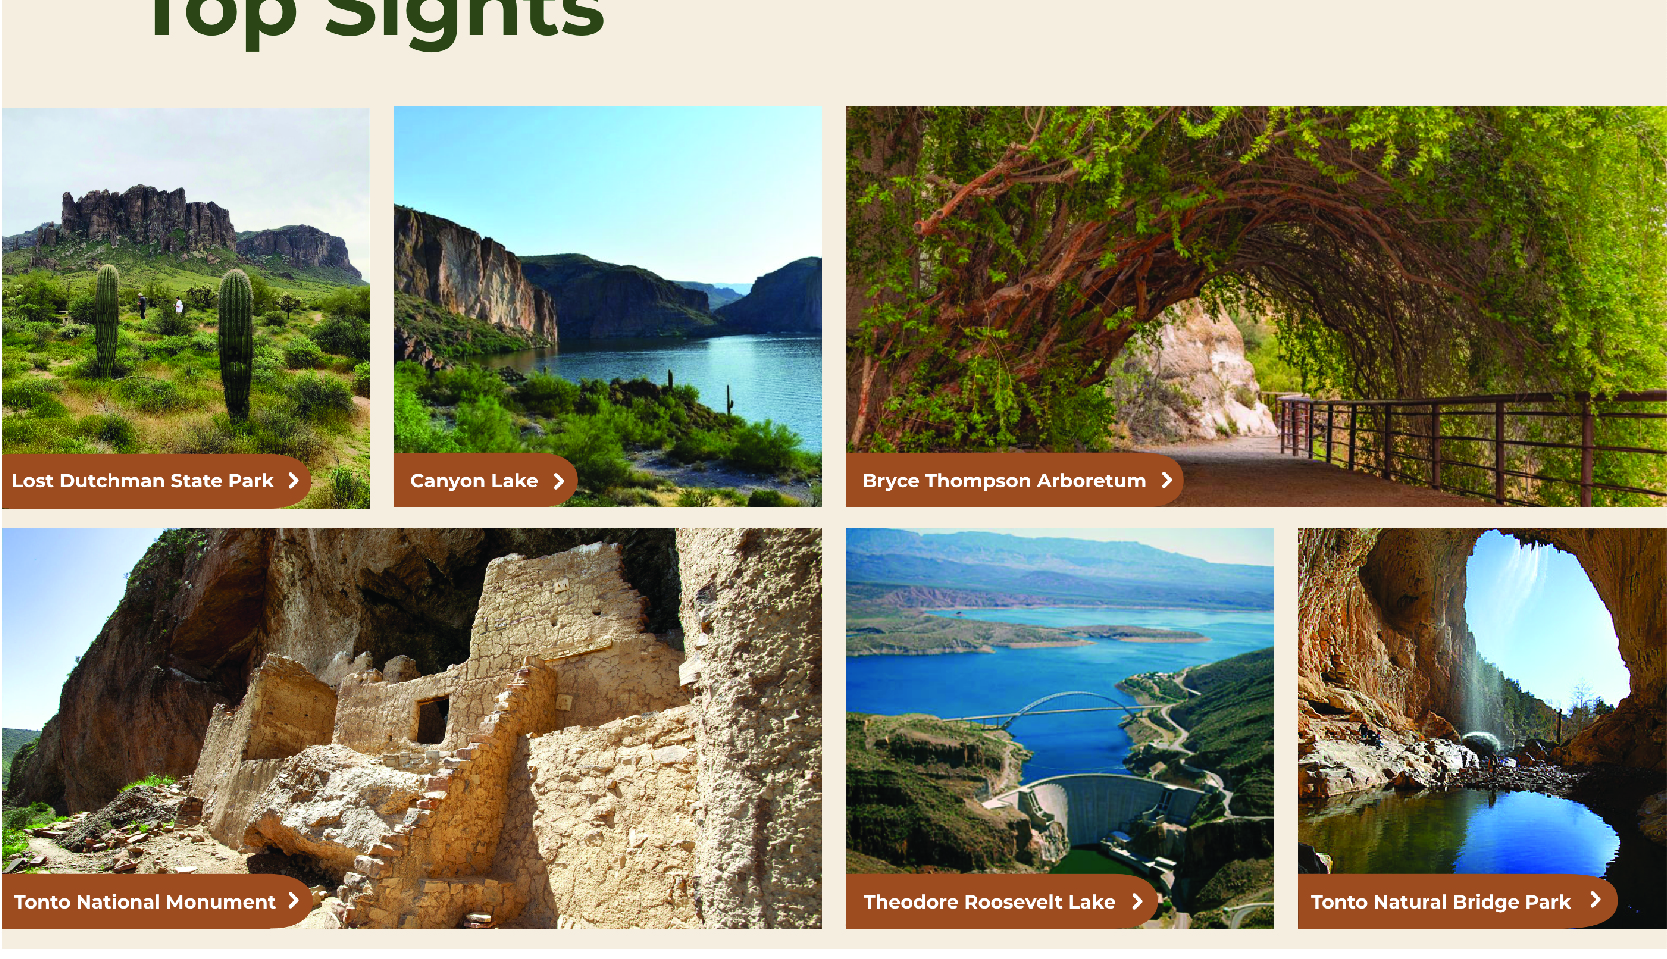 Top Sights
Lost Dutchman State Park
Canyon Lake
Bryce Thompson Arboretum
Tonto National Monument
Theodore Roosevelt Lake
Tonto Natural Bridge Park